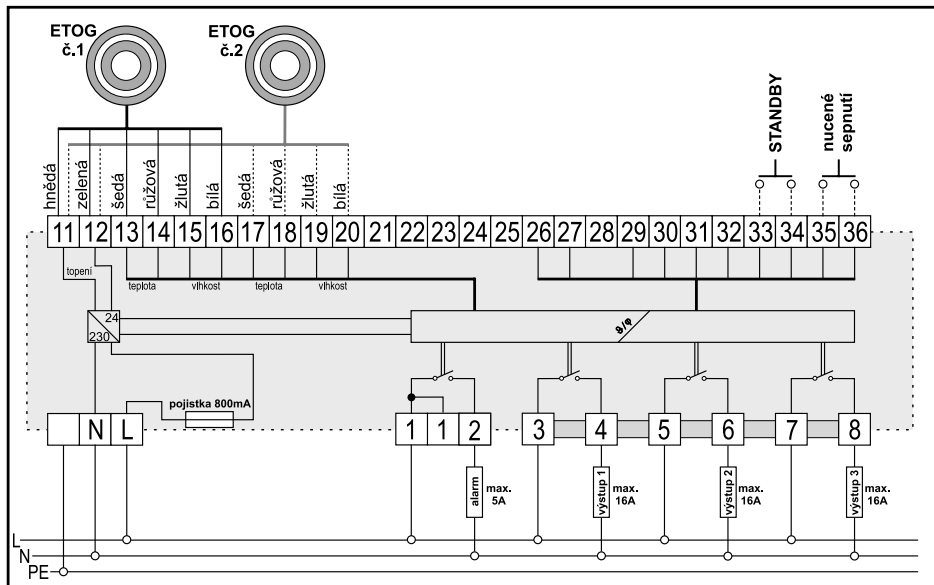 ETOG
č.1
ETOG
č.2
STANDBY
nucené
sepnutí
hnědá
zelená
šedá
růžová
žlutá
bílá
šedá
růžová
žlutá
bílá
11 12 13 14 15 16 17 18 19 20 21 22 23 24 25 26 27 28 29 30 31 32 33 34 35 36
topení
teplota
vlhkost
teplota
vlhkost
24
230
ϑ/φ
pojistka 800mA
N L 1 1 2 3 4 5 6 7 8
alarm
max.
5A
výstup 1
max.
16A
výstup 2
max.
16A
výstup 3
max.
16A
L
N
PE